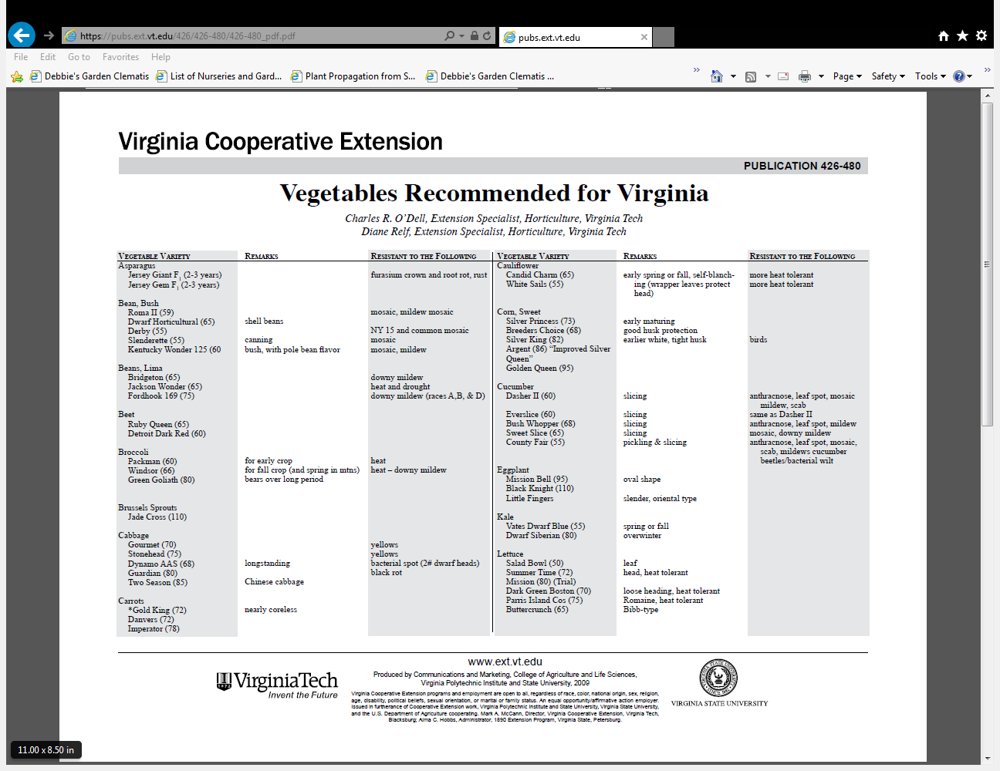 https://pubs.ext.vt.edu/426/426-480/426-480_pdf.pdf
pubs.ext.vt.edu
File Edit Go to Favorites Help
Debbie's Garden Clematis List of Nurseries and Gard... Plant Propagation from S... Debbie's Garden Clematis ... Page Safety Tools
Virginia Cooperative Extension
PUBLICATION 426-480
Vegetables Recommended for Virginia
Charles R. O'Dell, Extension Specialist, Horticulture, Virginia Tech
Diane Relf, Extension Specialist, Horticulture, Virginia Tech
VEGETABLE VARIETY REMARKS RESISTANT TO THE FOLLOWING
Asparagus
Jersey Giant F1 (2-3 years) furasium crown and root rot, rust
Jersey Gem F1 (2-3 years)
Bean, Bush
Roma II (59) mosaic, mildew mosaic
Dwarf Horticultural (65) shell beans
Derby (55) NY 15 and common mosaic
Slenderette (55) canning mosaic
Kentucky Wonder 125 (60 bush, with pole bean flavor mosaic, mildew
Beans, Lima
Bridgeton (65) downy mildew
Jackson Wonder (65) heat and drought
Fordhook 169 (75) downy mildew (races A,B, & D)
Beet
Ruby Queen (65)
Detroit Dark Red (60)
Broccoli
Packman (60) for early crop heat
Windsor (66) for fall crop (and spring in mtns) heat – downy mildew
Green Goliath (80) bears over long period
Brussels Sprouts
Jade Cross (110)
Cabbage
Gourmet (70) yellows
Stonehead (75) yellows
Dynamo AAS (68) longstanding bacterial spot (2# dwarf heads)
Guardian (80) black rot
Two Season (85) Chinese cabbage
Carrots
*Gold King (72) nearly coreless
Danvers (72)
Imperator (78)
VEGETABLE VARIETY REMARKS RESISTANT TO THE FOLLOWING
Cauliflower
Candid Charm (65) early spring or fall, self-blanch- more heat tolerant
White Sails (55) ing (wrapper leaves protect more heat tolerant
head)
Corn, Sweet
Silver Princess (73) early maturing
Breeders Choice (68) good husk protection
Silver King (82) earlier white, tight husk birds
Argent (86) “Improved Silver
Queen”
Golden Queen (95)
Cucumber
Dasher II (60) slicing anthracnose, leaf spot, mosaic
mildew, scab
Everslice (60) slicing same as Dasher II
Bush Whopper (68) slicing anthracnose, leaf spot, mildew
Sweet Slice (65) slicing mosaic, downy mildew
County Fair (55) pickling & slicing anthracnose, leaf spot, mosaic,
scab, mildews cucumber
beetles/bacterial wilt
Eggplant
Mission Bell (95) oval shape
Black Knight (110)
Little Fingers slender, oriental type
Kale
Vates Dwarf Blue (55) spring or fall
Dwarf Siberian (80) overwinter
Lettuce
Salad Bowl (50) leaf
Summer Time (72) head, heat tolerant
Mission (80) (Trial)
Dark Green Boston (70) loose heading, heat tolerant
Parris Island Cos (75) Romaine, heat tolerant
Buttercrunch (65) Bibb-type
www.ext.vt.edu
Produced by Communications and Marketing, College of Agriculture and Life Sciences,
Virginia Polytechnic Institute and State University, 2009
Virginia Cooperative Extension programs and employment are open to all, regardless of race, color, national origin, sex, religion,
age, disability, political beliefs, sexual orientation, or marital or family status. An equal opportunity/affirmative action employer.
Issued in furtherance of Cooperative Extension work, Virginia Polytechnic Institute and State University, Virginia State University,
and the U.S. Department of Agriculture cooperating. Mark A. McCann, Director, Virginia Cooperative Extension, Virginia Tech,
Blacksburg; Alma C. Hobbs, Administrator, 1890 Extension Program, Virginia State, Petersburg.
1872
VirginiaTech
Invent the Future
VIRGINIA STATE UNIVERSITY
11.00 x 8.50 in